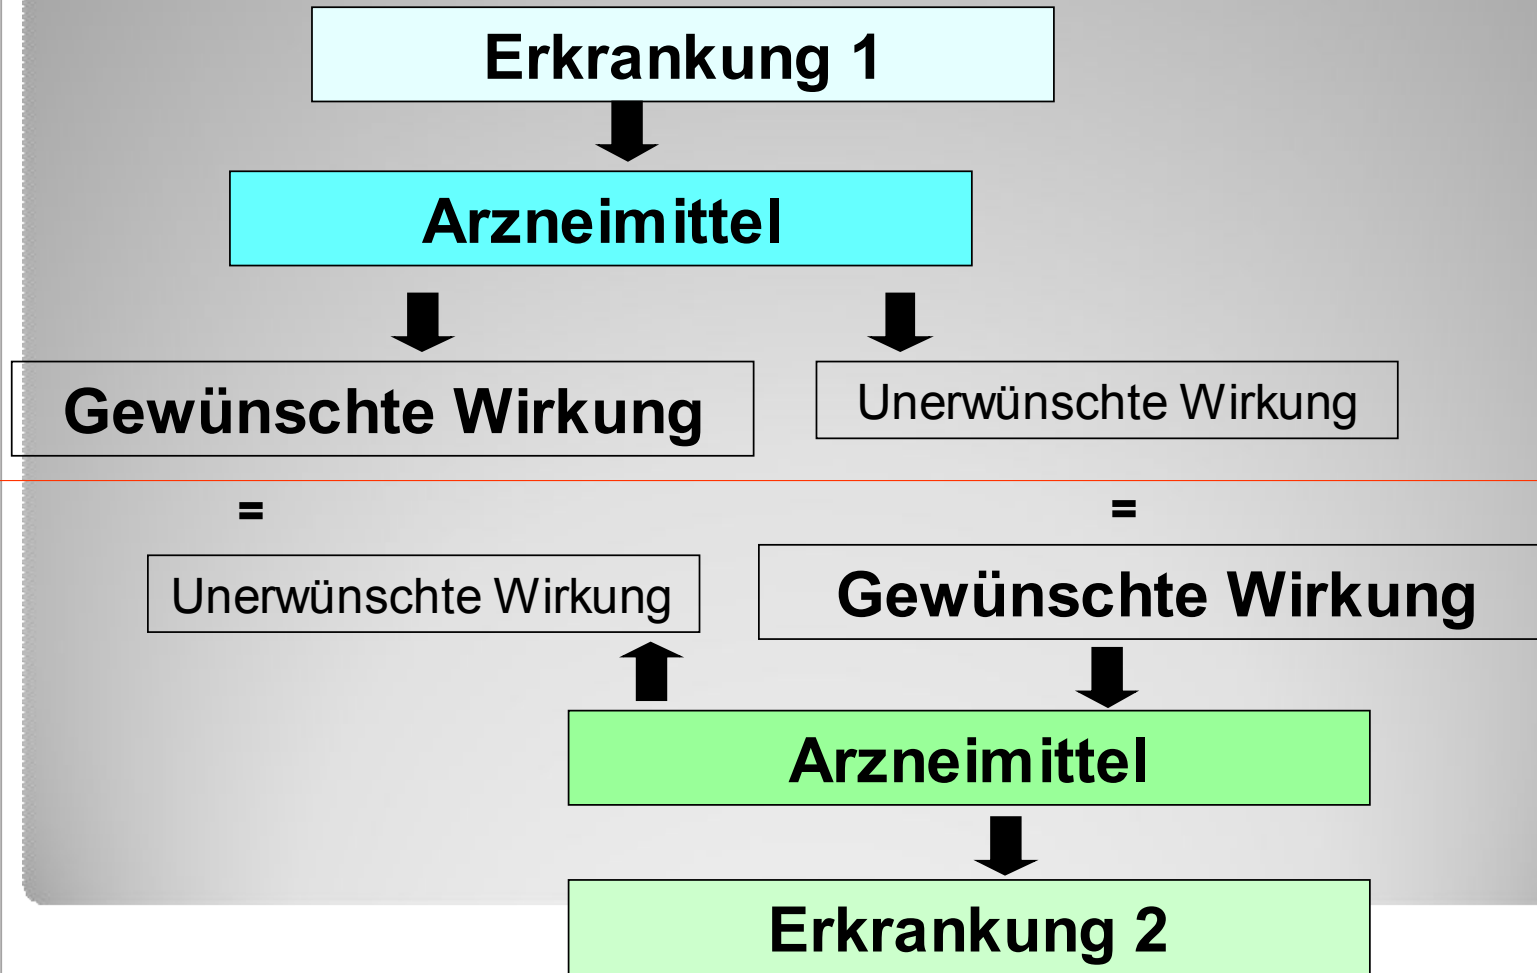 Erkrankung 1
Arzneimittel
Gewünschte Wirkung
Unerwünschte Wirkung
=
=
Unerwünschte Wirkung
Gewünschte Wirkung
Arzneimittel
Erkrankung 2